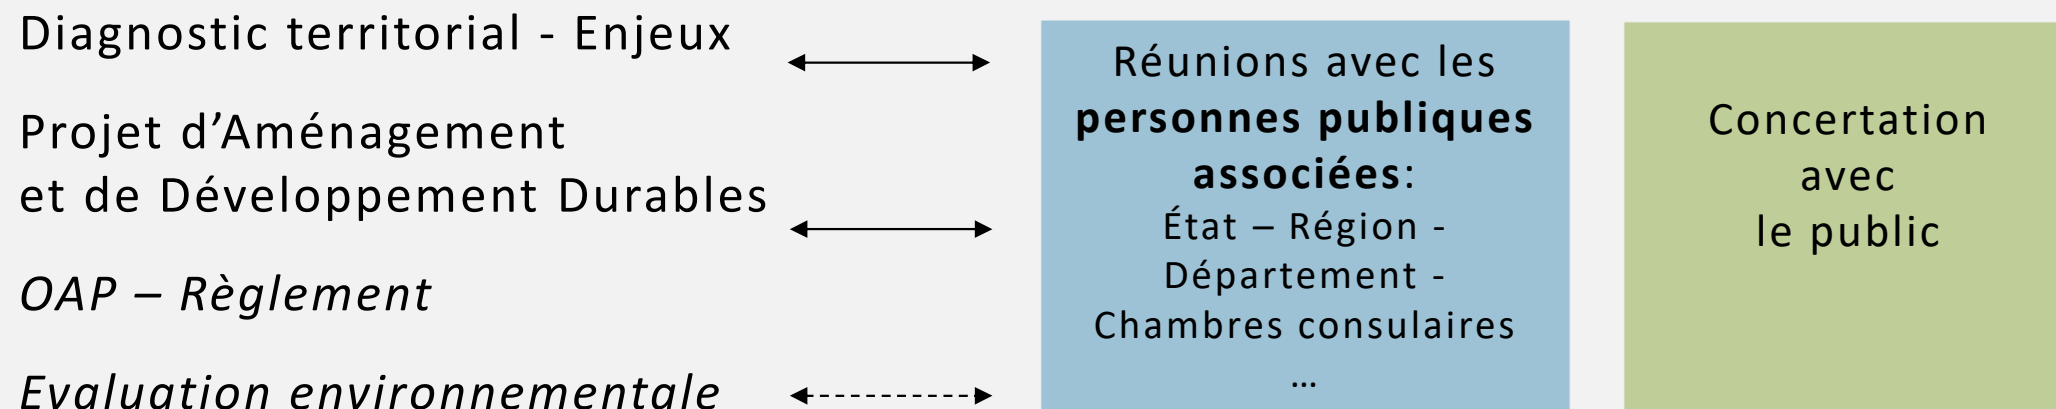 Diagnostic territorial - Enjeux
Projet d’Aménagement
et de Développement Durables
OAP – Règlement
Evaluation environnementale
Réunions avec les
personnes publiques
associées:
État – Région -
Département -
Chambres consulaires
…
Concertation
avec
le public